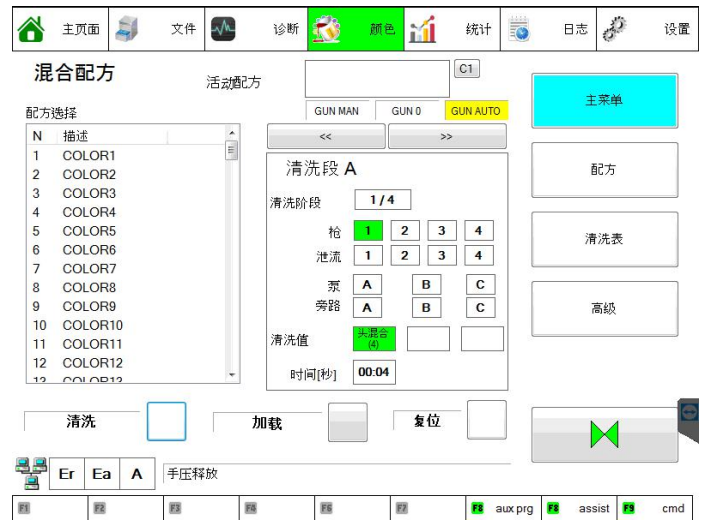 主页面 文件 诊断 颜色 统计 日志 设置
混合配方
活动配方
C1
GUN MAN GUN 0 GUN AUTO
主菜单
配方选择
N 描述
1 COLOR1
2 COLOR2
3 COLOR3
4 COLOR4
5 COLOR5
6 COLOR6
7 COLOR7
8 COLOR8
9 COLOR9
10 COLOR10
11 COLOR11
12 COLOR12
13 COLOR13
<< >>
清洗段 A
清洗阶段 1 / 4
枪 1 2 3 4
泄流 1 2 3 4
泵 A B C
旁路 A B C
清洗值 头混合
(4)
时间[秒] 00:04
配方
清洗表
高级
清洗 加载 复位
Er Ea A 手压释放
F1 F2 F3 F4 F6 F7 F8 aux prg F8 assist F9 cmd